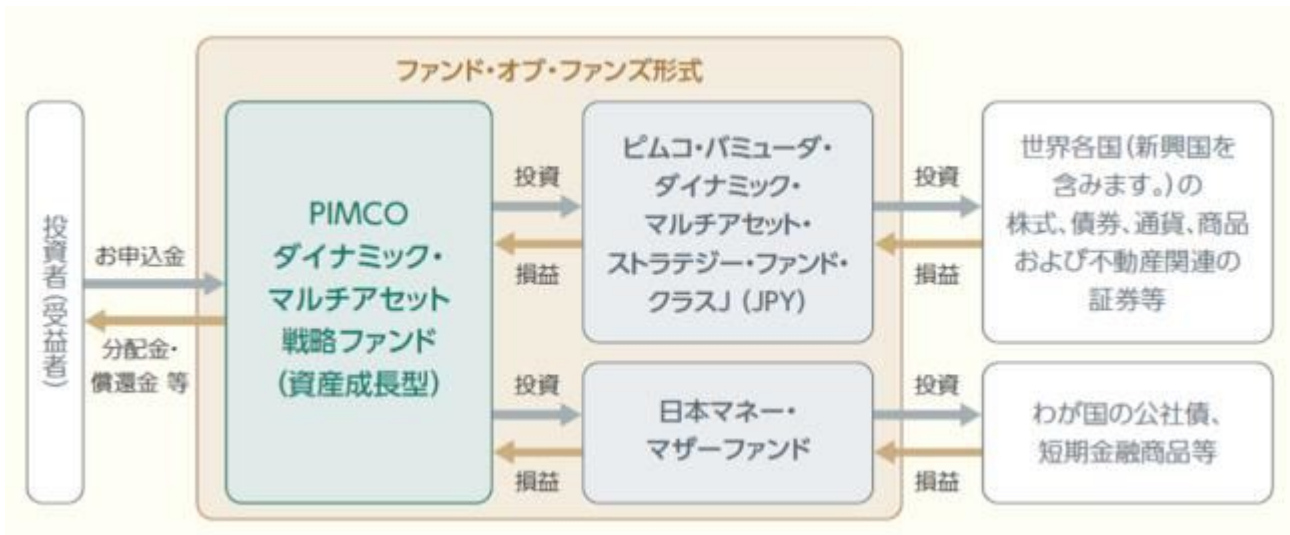 ファンド・オブ・ファンズ形式
投資者(受益者)
お申込金
分配金・
償還金 等
PIMCO
ダイナミック・
マルチアセット
戦略ファンド
(資産成長型)
投資
損益
ピムコ・バミューダ・
ダイナミック・
マルチアセット・
ストラテジー・ファンド・
クラスJ (JPY)
投資
損益
世界各国(新興国を
含みます。)の
株式、債券、通貨、商品
および不動産関連の
証券等
投資
損益
日本マネー・
マザーファンド
投資
損益
わが国の公社債、
短期金融商品等